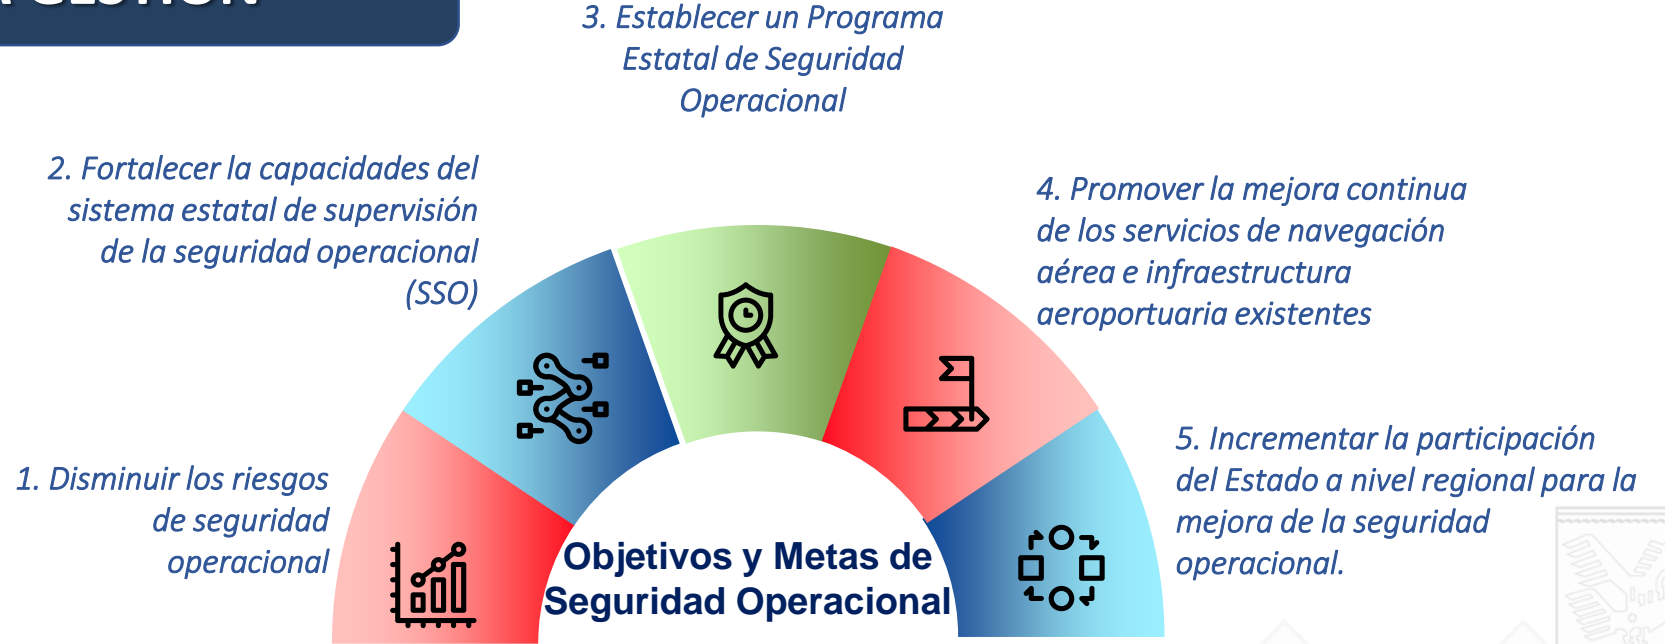 GESTIÓN
3. Establecer un Programa
Estatal de Seguridad
Operacional
2. Fortalecer la capacidades del
sistema estatal de supervisión
de la seguridad operacional
(SSO)
4. Promover la mejora continua
de los servicios de navegación
aérea e infraestructura
aeroportuaria existentes
1. Disminuir los riesgos
de seguridad
operacional
5. Incrementar la participación
del Estado a nivel regional para la
mejora de la seguridad
operacional.
Objetivos y Metas de
Seguridad Operacional